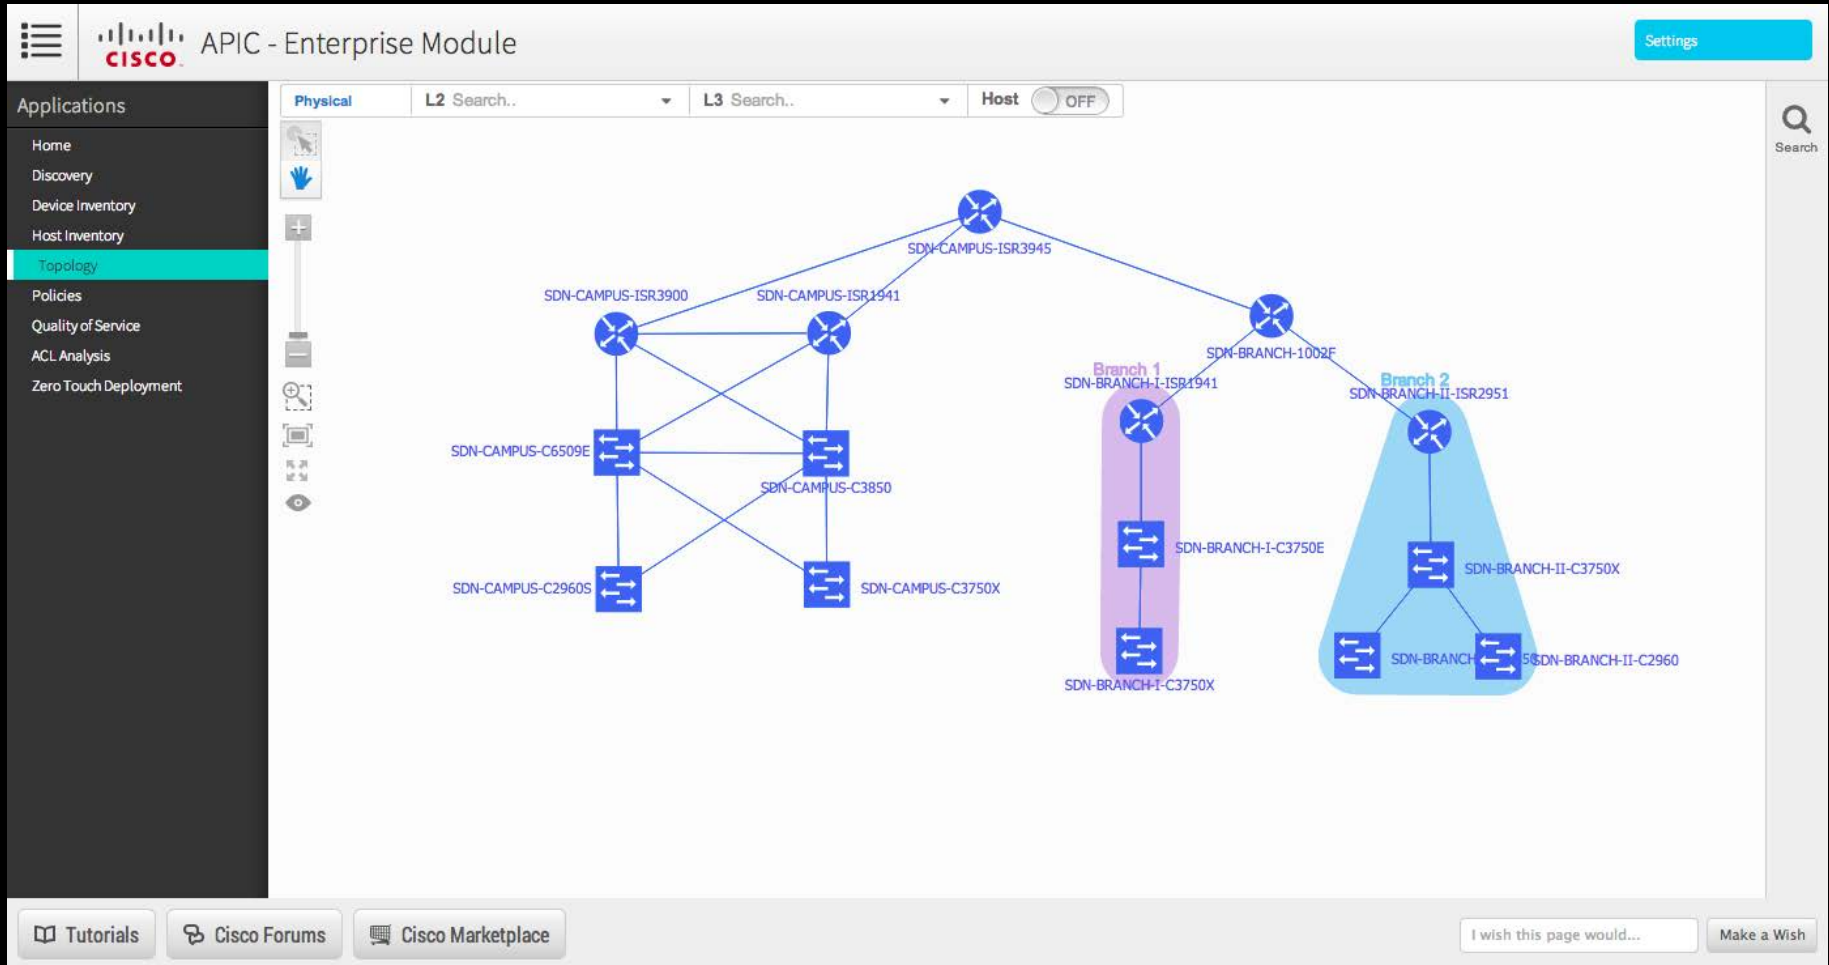 CISCO APIC - Enterprise Module
Settings
Applications
Home
Discovery
Device Inventory
Host Inventory
Topology
Policies
Quality of Service
ACL Analysis
Zero Touch Deployment
Physical
L2 Search..
L3 Search..
Host OFF
Search
SDN-CAMPUS-ISR3945
SDN-CAMPUS-ISR3900
SDN-CAMPUS-ISR1941
SDN-BRANCH-1002F
Branch 1
SDN-BRANCH-I-ISR1941
Branch 2
SDN-BRANCH-II-ISR2951
SDN-CAMPUS-C6509E
SDN-CAMPUS-C3850
SDN-BRANCH-I-C3750E
SDN-BRANCH-II-C3750X
SDN-CAMPUS-C2960S
SDN-CAMPUS-C3750X
SDN-BRANCH
SDN-BRANCH-II-C2960
SDN-BRANCH-I-C3750X
Tutorials
Cisco Forums
Cisco Marketplace
I wish this page would...
Make a Wish